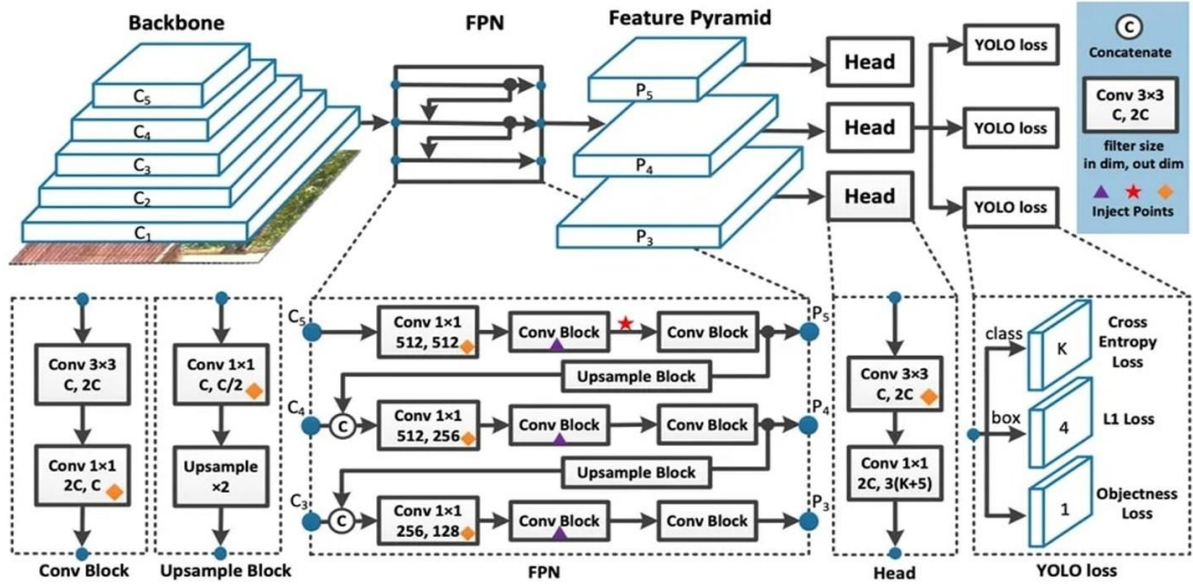 Backbone
FPN
Feature Pyramid
C5
C4
C3
C2
C1
P5
P4
P3
Head
Head
Head
YOLO loss
YOLO loss
YOLO loss
C
Concatenate
Conv 3×3
C, 2C
filter size
in dim, out dim
Inject Points
Conv 3×3
C, 2C
Conv 1×1
2C, C
Conv Block
Conv 1×1
C, C/2
Upsample
×2
Upsample Block
C5
Conv 1×1
512, 512
Conv Block
Conv Block
P5
Upsample Block
C4
C
Conv 1×1
512, 256
Conv Block
Conv Block
P4
Upsample Block
C3
C
Conv 1×1
256, 128
Conv Block
Conv Block
P3
FPN
Conv 3×3
C, 2C
Conv 1×1
2C, 3(K+5)
Head
class
K
Cross
Entropy
Loss
box
4
L1 Loss
1
Objectness
Loss
YOLO loss